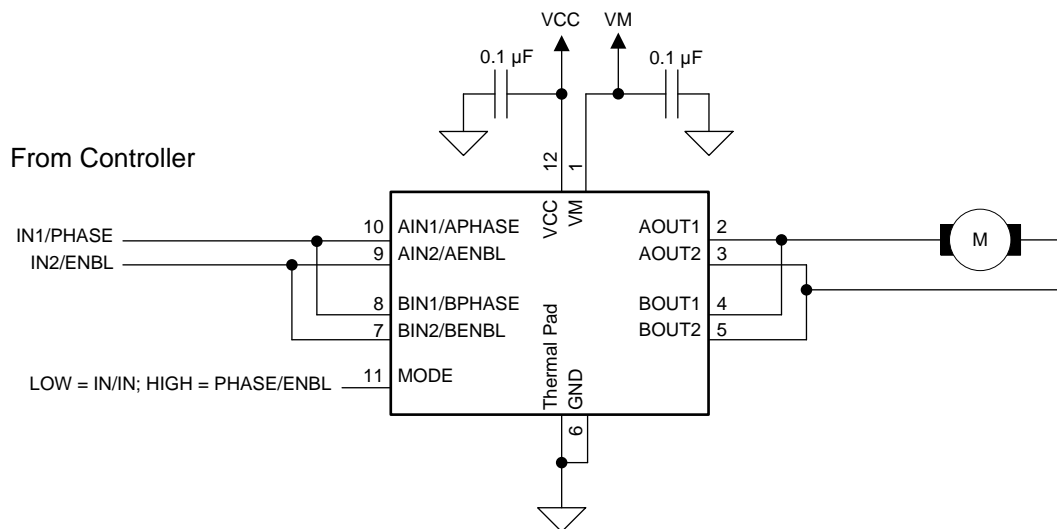 VCC VM
0.1 µF 0.1 µF
From Controller
12 1
VCC VM
IN1/PHASE 10 AIN1/APHASE AOUT1 2 M
IN2/ENBL 9 AIN2/AENBL AOUT2 3
8 BIN1/BPHASE BOUT1 4
7 BIN2/BENBL BOUT2 5
LOW = IN/IN; HIGH = PHASE/ENBL 11 MODE
Thermal Pad GND
6